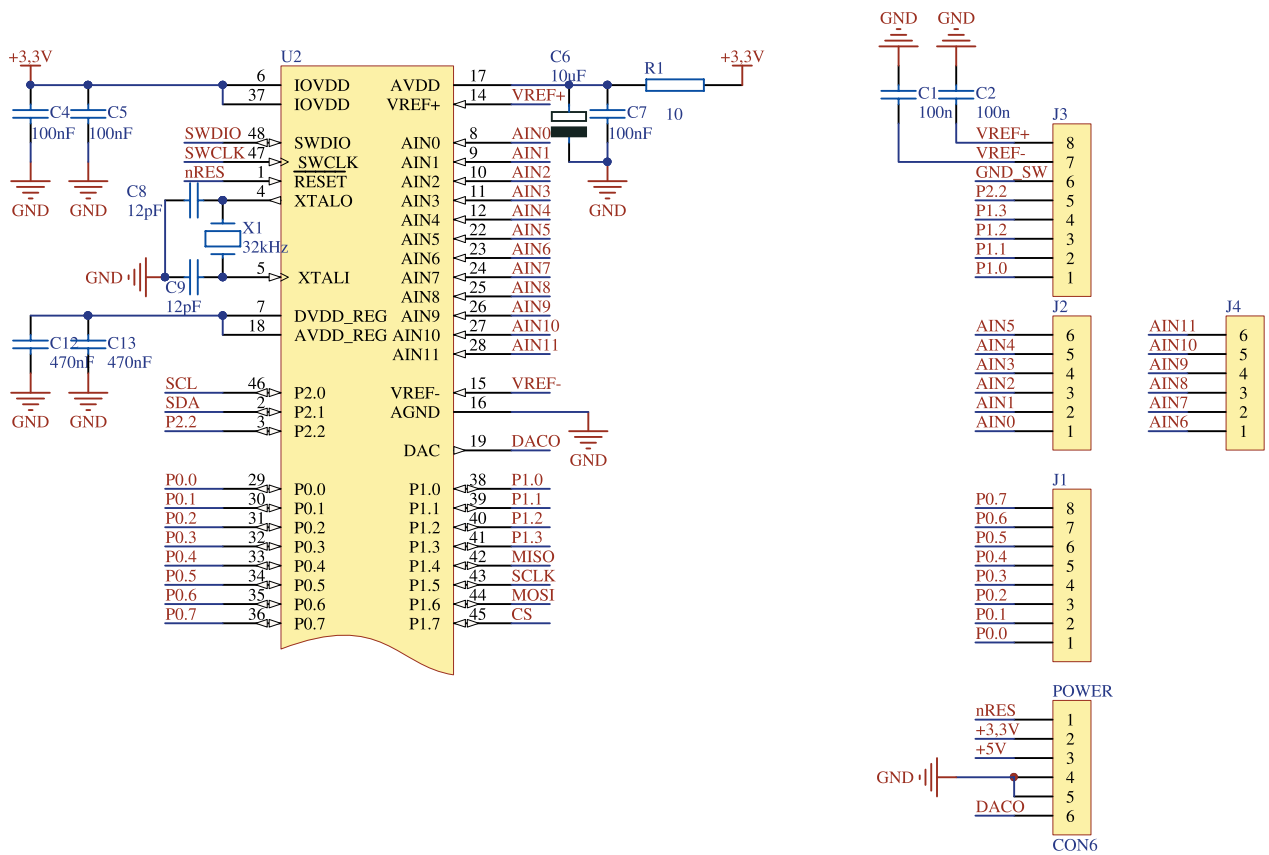 +3,3V
C4
100nF
GND
C5
100nF
GND
U2
6 IOVDD
37 IOVDD
SWDIO 48 SWDIO
SWCLK 47 SWCLK
nRES 1 RESET
4 XTALO
C8
12pF
X1
32kHz
GND
C9
12pF
5 XTALI
7 DVDD_REG
18 AVDD_REG
C12
470nF
GND
C13
470nF
GND
SCL 46 P2.0
SDA 2 P2.1
P2.2 3 P2.2
P0.0 29 P0.0
P0.1 30 P0.1
P0.2 31 P0.2
P0.3 32 P0.3
P0.4 33 P0.4
P0.5 34 P0.5
P0.6 35 P0.6
P0.7 36 P0.7
AVDD 17
VREF+ 14 VREF+
AIN0 8 AIN0
AIN1 9 AIN1
AIN2 10 AIN2
AIN3 11 AIN3
AIN4 12 AIN4
AIN5 22 AIN5
AIN6 23 AIN6
AIN7 24 AIN7
AIN8 25 AIN8
AIN9 26 AIN9
AIN10 27 AIN10
AIN11 28 AIN11
VREF- 15 VREF-
AGND 16
GND
DAC 19 DACO
P1.0 38 P1.0
P1.1 39 P1.1
P1.2 40 P1.2
P1.3 41 P1.3
P1.4 42 MISO
P1.5 43 SCLK
P1.6 44 MOSI
P1.7 45 CS
C6
10uF
C7
100nF
GND
R1
10
+3,3V
GND
GND
C1
100n
C2
100n
J3
VREF+ 8
VREF- 7
GND_SW 6
P2.2 5
P1.3 4
P1.2 3
P1.1 2
P1.0 1
J2
AIN5 6
AIN4 5
AIN3 4
AIN2 3
AIN1 2
AIN0 1
J4
AIN11 6
AIN10 5
AIN9 4
AIN8 3
AIN7 2
AIN6 1
J1
P0.7 8
P0.6 7
P0.5 6
P0.4 5
P0.3 4
P0.2 3
P0.1 2
P0.0 1
POWER
nRES 1
+3,3V 2
+5V 3
GND 4
5
DACO 6
CON6